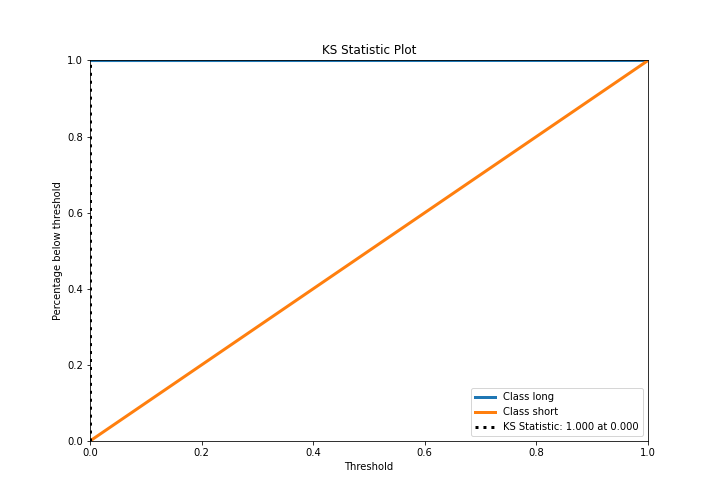 KS Statistic Plot
1.0
0.8
0.6
0.4
0.2
0.0
Percentage below threshold
Class long
Class short
KS Statistic: 1.000 at 0.000
0.0 0.2 0.4 0.6 0.8 1.0
Threshold